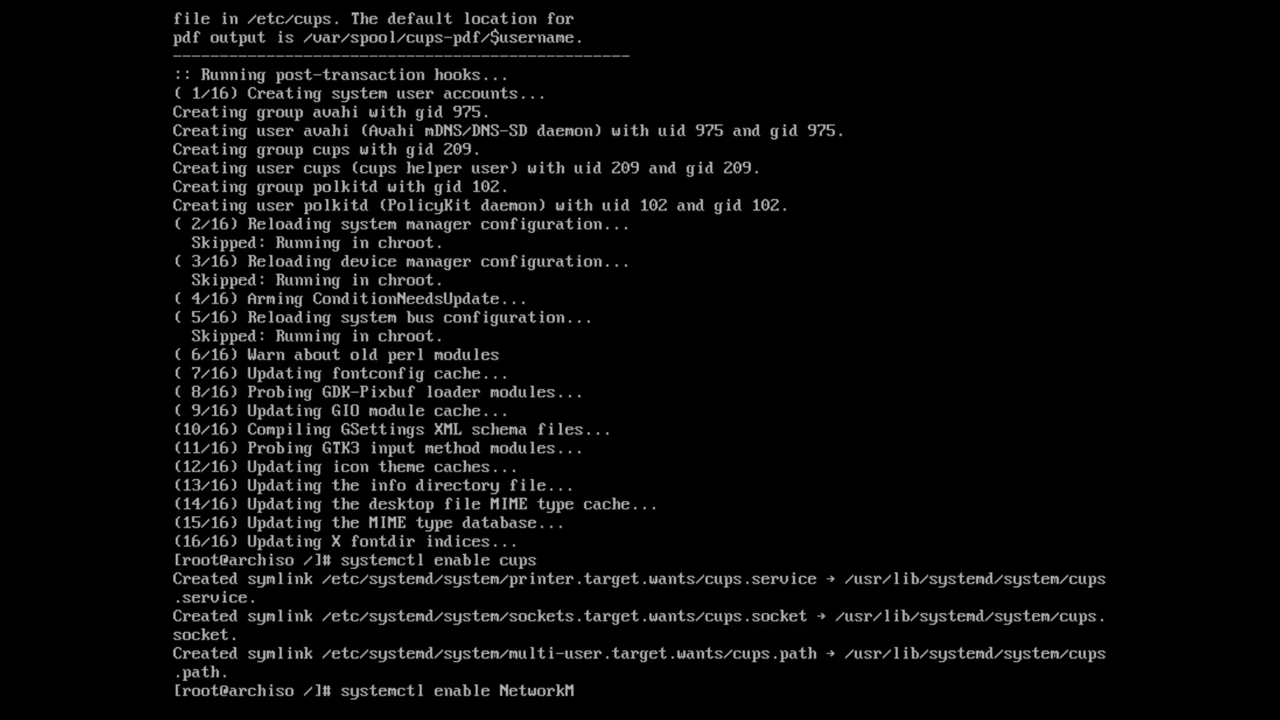 file in /etc/cups. The default location for
pdf output is /var/spool/cups-pdf/$username.
-------------------------------------------------
:: Running post-transaction hooks...
( 1/16) Creating system user accounts...
Creating group avahi with gid 975.
Creating user avahi (Avahi mDNS/DNS-SD daemon) with uid 975 and gid 975.
Creating group cups with gid 209.
Creating user cups (cups helper user) with uid 209 and gid 209.
Creating group polkitd with gid 102.
Creating user polkitd (PolicyKit daemon) with uid 102 and gid 102.
( 2/16) Reloading system manager configuration...
  Skipped: Running in chroot.
( 3/16) Reloading device manager configuration...
  Skipped: Running in chroot.
( 4/16) Arming ConditionNeedsUpdate...
( 5/16) Reloading system bus configuration...
  Skipped: Running in chroot.
( 6/16) Warn about old perl modules
( 7/16) Updating fontconfig cache...
( 8/16) Probing GDK-Pixbuf loader modules...
( 9/16) Updating GIO module cache...
(10/16) Compiling GSettings XML schema files...
(11/16) Probing GTK3 input method modules...
(12/16) Updating icon theme caches...
(13/16) Updating the info directory file...
(14/16) Updating the desktop file MIME type cache...
(15/16) Updating the MIME type database...
(16/16) Updating X fontdir indices...
[root@archiso /]# systemctl enable cups
Created symlink /etc/systemd/system/printer.target.wants/cups.service → /usr/lib/systemd/system/cups
.service.
Created symlink /etc/systemd/system/sockets.target.wants/cups.socket → /usr/lib/systemd/system/cups.
socket.
Created symlink /etc/systemd/system/multi-user.target.wants/cups.path → /usr/lib/systemd/system/cups
.path.
[root@archiso /]# systemctl enable NetworkM